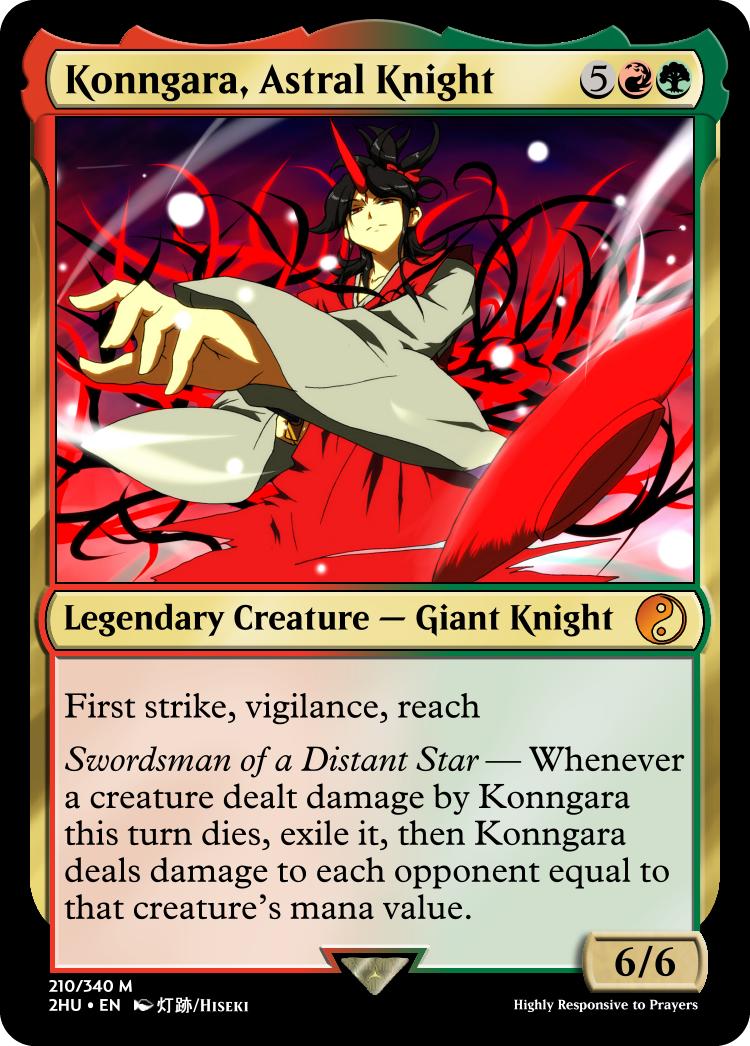 Konngara, Astral Knight 5
Legendary Creature — Giant Knight
First strike, vigilance, reach
Swordsman of a Distant Star — Whenever
a creature dealt damage by Konngara
this turn dies, exile it, then Konngara
deals damage to each opponent equal to
that creature's mana value.
6/6
210/340 M
2HU • EN 灯跡/Hiseki
Highly Responsive to Prayers